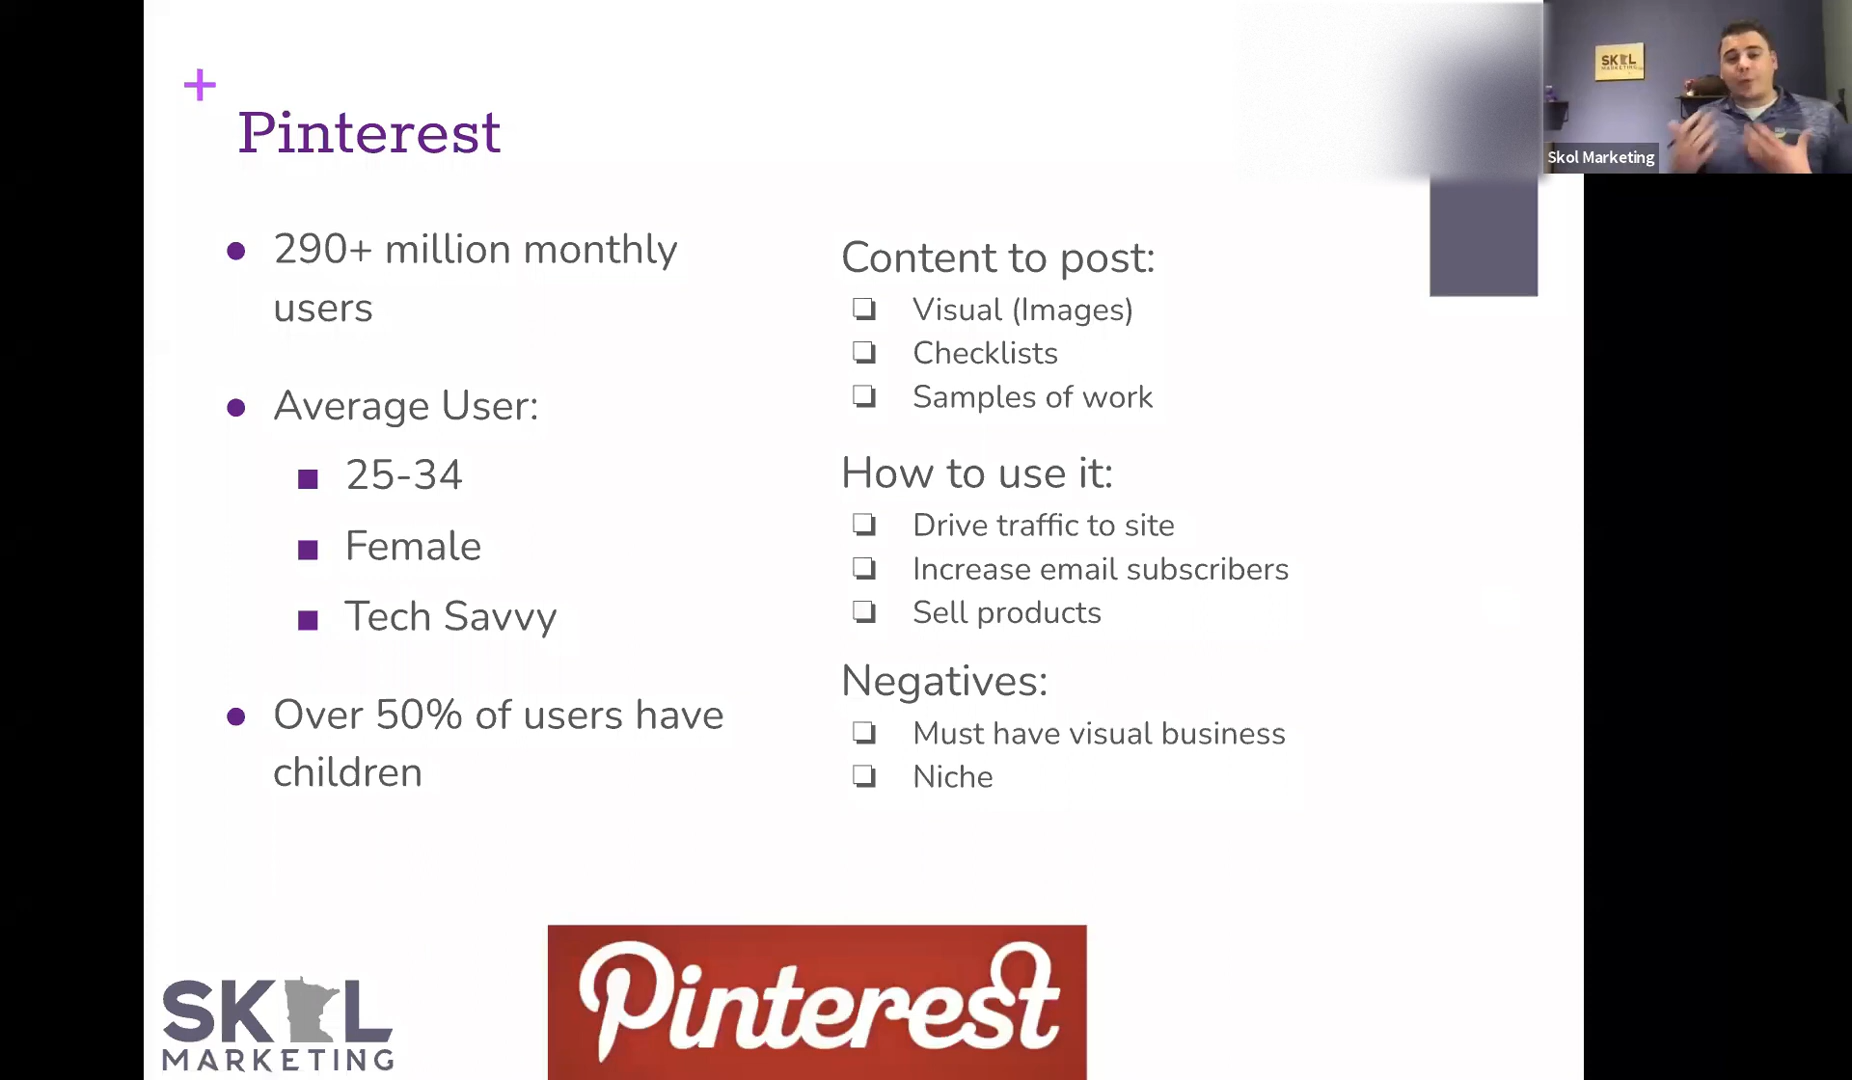 +
Pinterest
290+ million monthly
users
Average User:
25-34
Female
Tech Savvy
Over 50% of users have
children
Content to post:
Visual (Images)
Checklists
Samples of work
How to use it:
Drive traffic to site
Increase email subscribers
Sell products
Negatives:
Must have visual business
Niche
SKOL
MARKETING
Pinterest
SKOL
MARKETING
Skol Marketing